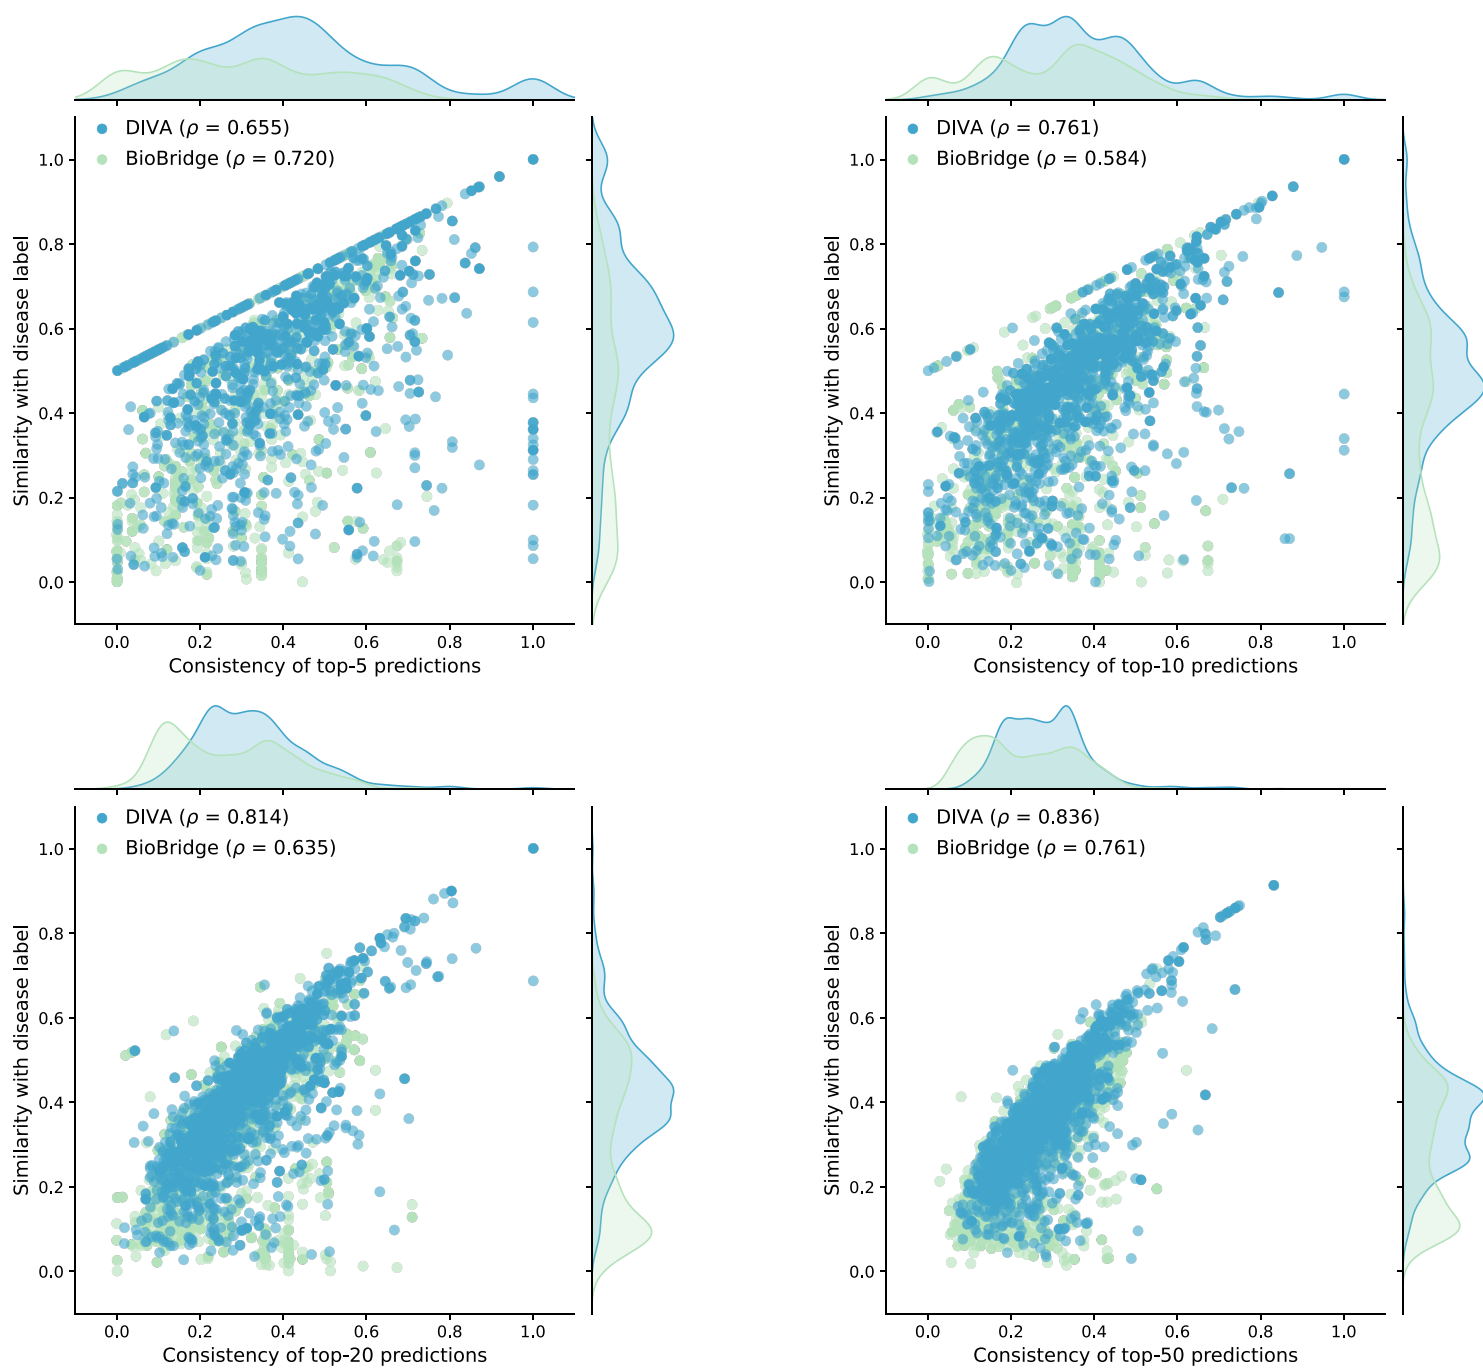 DIVA (ρ = 0.655)
BioBridge (ρ = 0.720)
1.0
0.8
0.6
0.4
0.2
0.0
Similarity with disease label
0.0 0.2 0.4 0.6 0.8 1.0
Consistency of top-5 predictions
DIVA (ρ = 0.761)
BioBridge (ρ = 0.584)
1.0
0.8
0.6
0.4
0.2
0.0
Similarity with disease label
0.0 0.2 0.4 0.6 0.8 1.0
Consistency of top-10 predictions
DIVA (ρ = 0.814)
BioBridge (ρ = 0.635)
1.0
0.8
0.6
0.4
0.2
0.0
Similarity with disease label
0.0 0.2 0.4 0.6 0.8 1.0
Consistency of top-20 predictions
DIVA (ρ = 0.836)
BioBridge (ρ = 0.761)
1.0
0.8
0.6
0.4
0.2
0.0
Similarity with disease label
0.0 0.2 0.4 0.6 0.8 1.0
Consistency of top-50 predictions